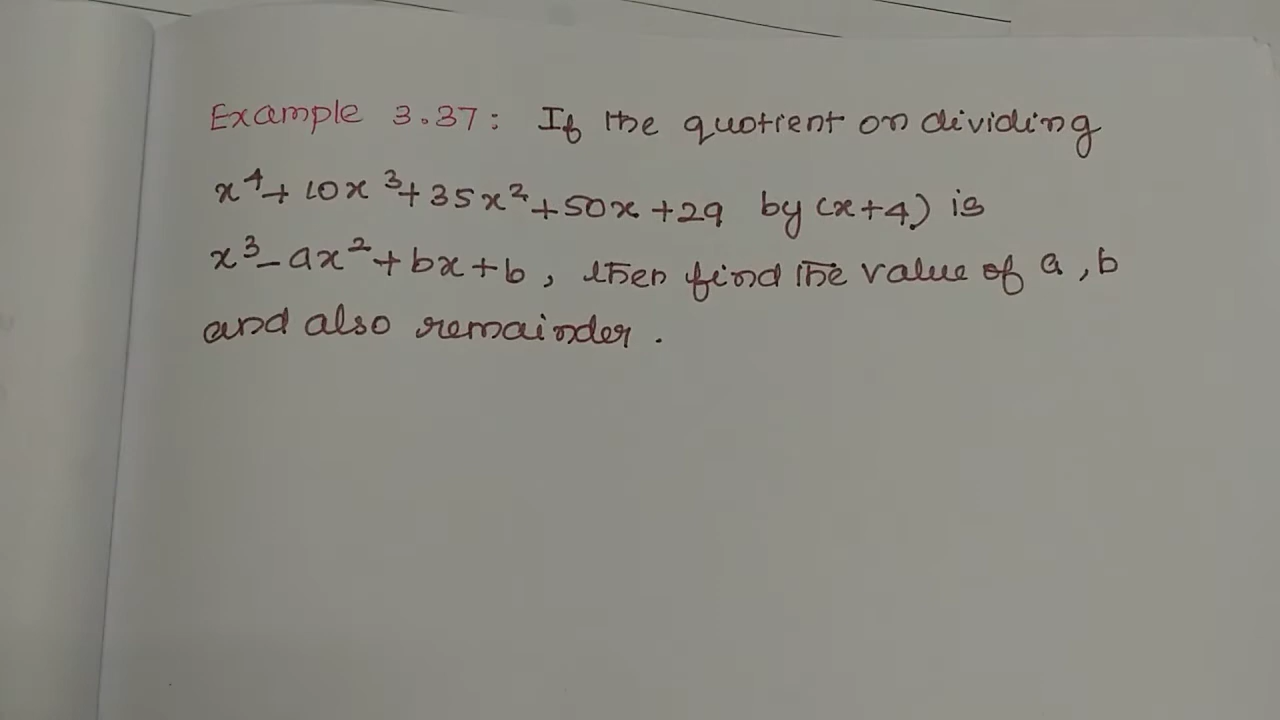 Example 3.37: If the quotient on dividing
x⁴+10x³+35x²+50x+29 by (x+4) is
x³-ax²+bx+b, then find the value of a, b
and also remainder.